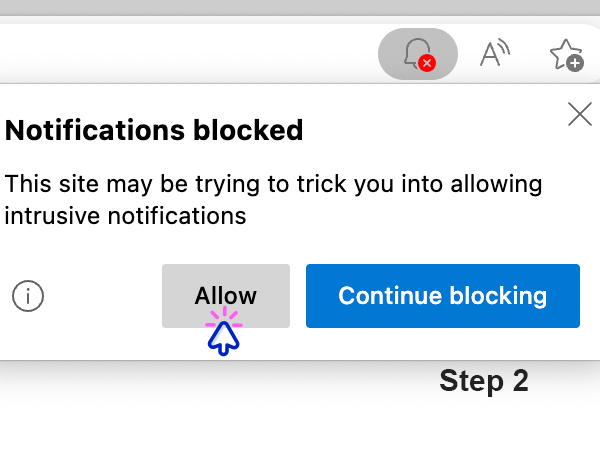 Notifications blocked
This site may be trying to trick you into allowing
intrusive notifications
Allow
Continue blocking
Step 2